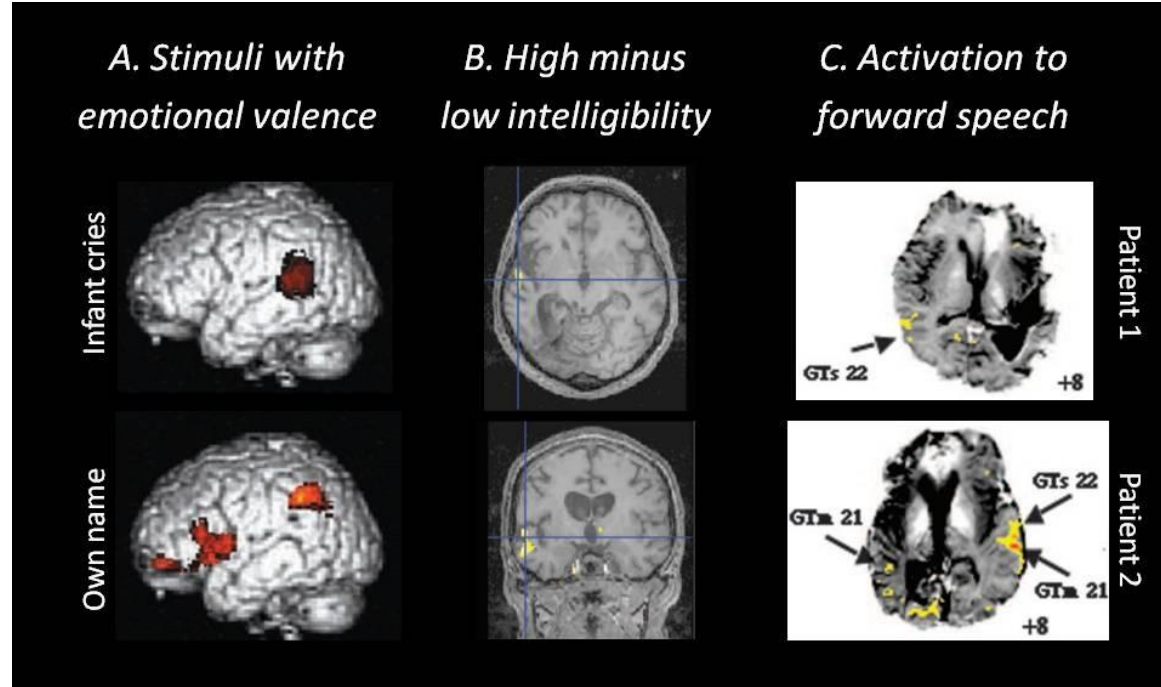 A. Stimuli with
emotional valence
B. High minus
low intelligibility
C. Activation to
forward speech
Infant cries
GTs 22
+8
Patient 1
Own name
GTm 21
GTs 22
GTm 21
+8
Patient 2